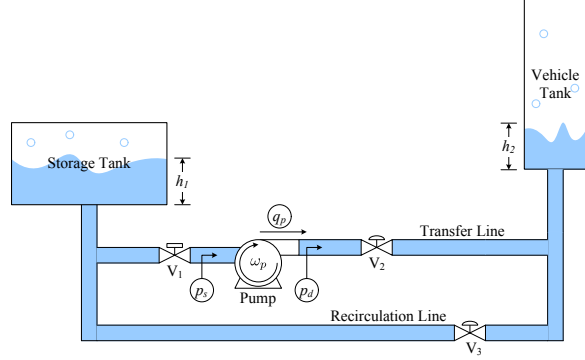 Vehicle
Tank
h2
Storage Tank
h1
qp
Transfer Line
V1
ωp
V2
ps
pd
Pump
Recirculation Line
V3